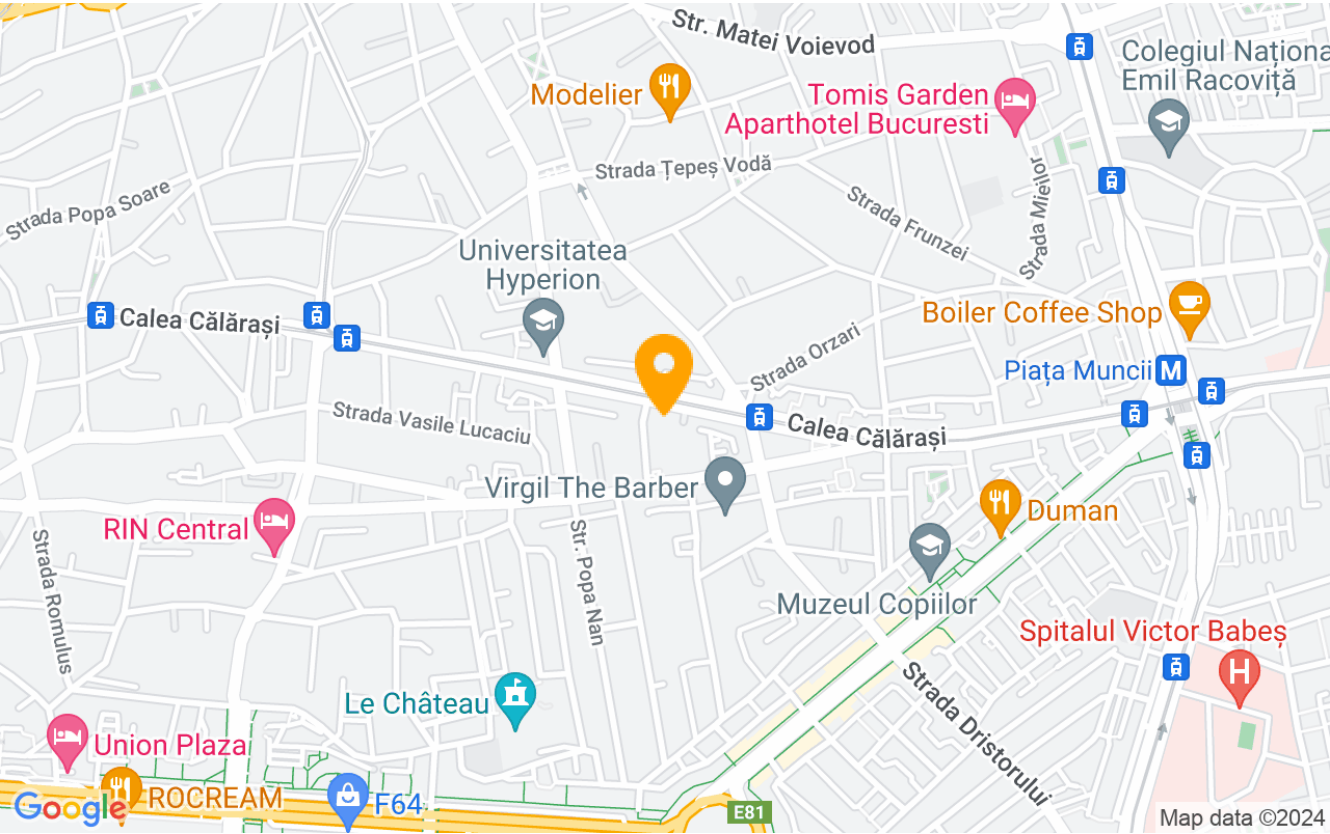 Str. Matei Voievod
Colegiul Naționa
Emil Racoviță
Modelier
Tomis Garden
Aparthotel Bucuresti
Strada Țepeș Vodă
Strada Popa Soare
Strada Frunzei
Strada Mieilor
Universitatea
Hyperion
Boiler Coffee Shop
Calea Călărași
Strada Orzari
Piața Muncii M
Strada Vasile Lucaciu
Calea Călărași
Virgil The Barber
RIN Central
Duman
Strada Romulus
Str. Popa Nan
Muzeul Copiilor
Spitalul Victor Babeș
H
Le Château
Strada Dristorului
Union Plaza
ROCREAM
F64
Google
E81
Map data ©2024